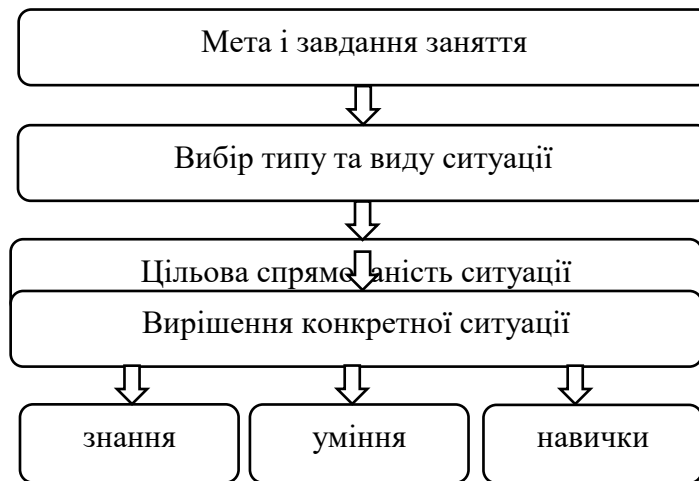 Мета і завдання заняття
Вибір типу та виду ситуації
Цільова спрямованість ситуації
Вирішення конкретної ситуації
знання
уміння
навички